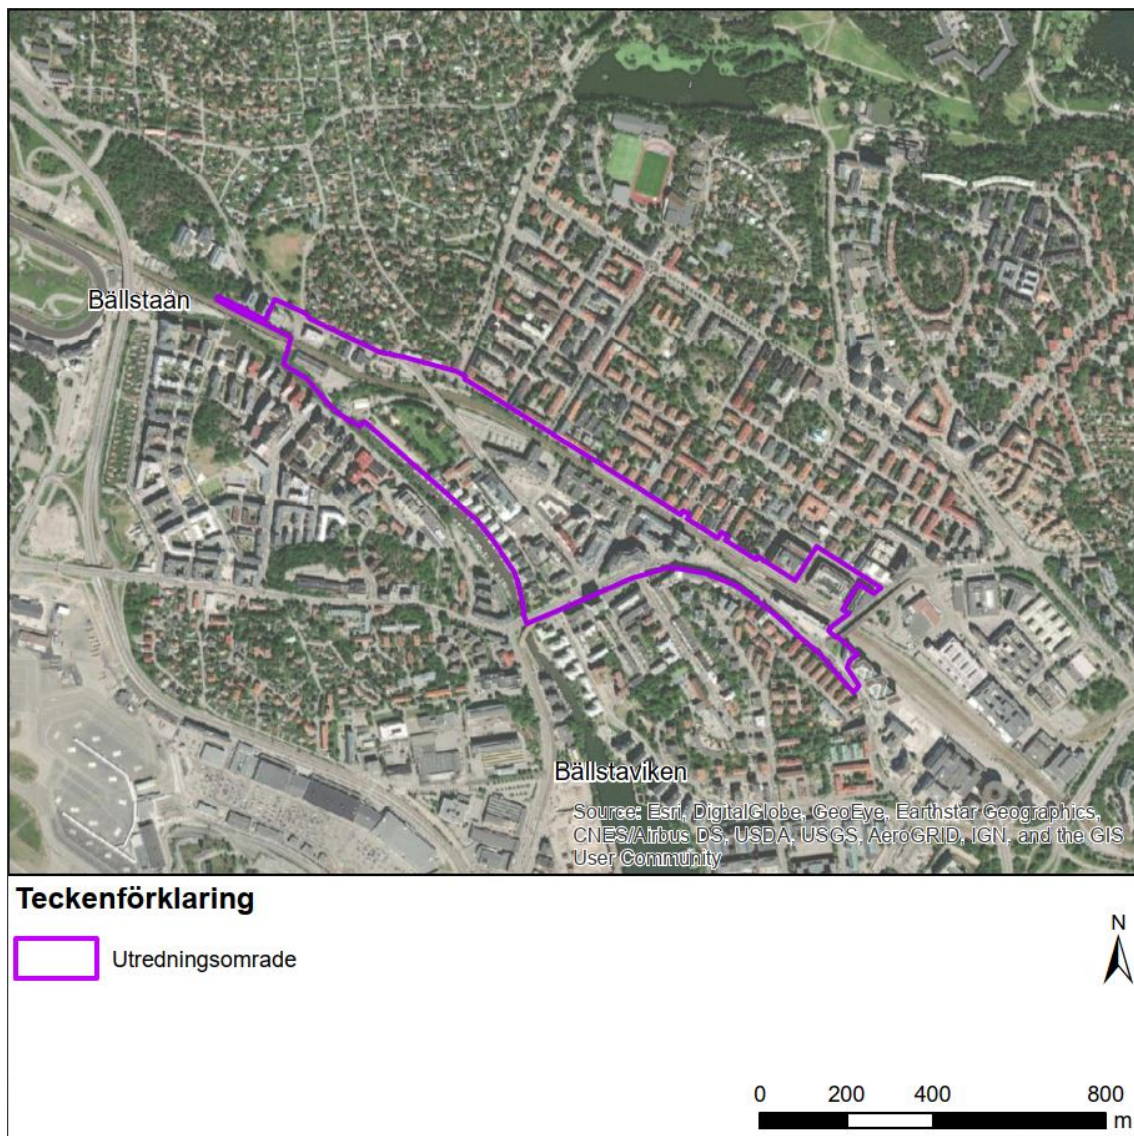 Bällstaån
Bällstaviken
Source: Esri, DigitalGlobe, GeoEye, Earthstar Geographics,
CNES/Airbus DS, USDA, USGS, AeroGRID, IGN, and the GIS
User Community
Teckenförklaring
Utredningsomrade
N
0 200 400 800
m